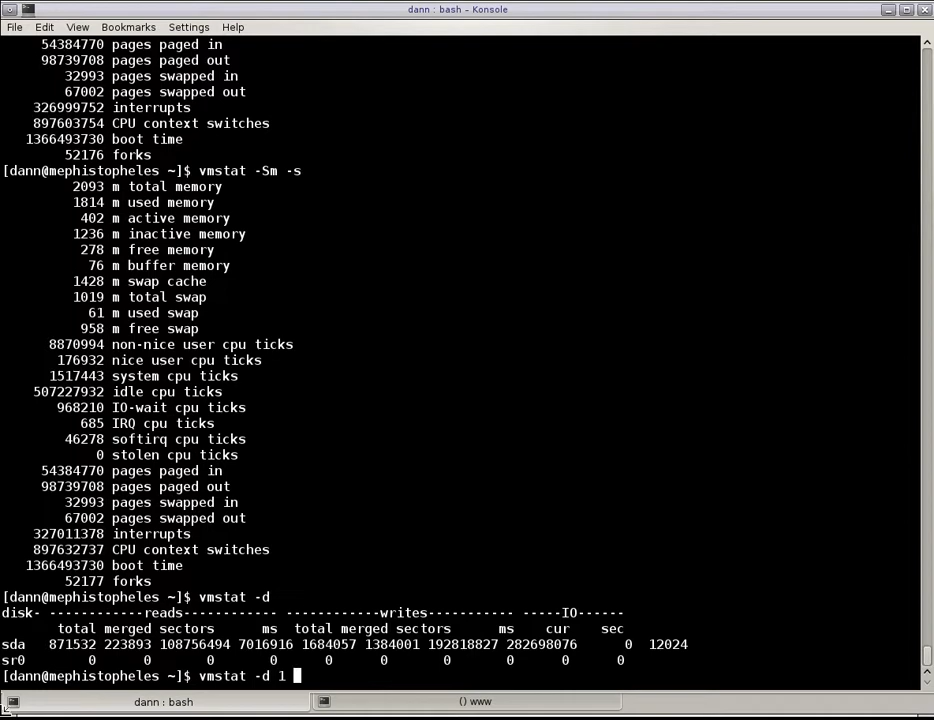 dann : bash - Konsole
File Edit View Bookmarks Settings Help
54384770 pages paged in
98739708 pages paged out
32993 pages swapped in
67002 pages swapped out
326999752 interrupts
897603754 CPU context switches
1366493730 boot time
52176 forks
[dann@mephistopheles ~]$ vmstat -Sm -s
2093 m total memory
1814 m used memory
402 m active memory
1236 m inactive memory
278 m free memory
76 m buffer memory
1428 m swap cache
1019 m total swap
61 m used swap
958 m free swap
8870994 non-nice user cpu ticks
176932 nice user cpu ticks
1517443 system cpu ticks
507227932 idle cpu ticks
968210 IO-wait cpu ticks
685 IRQ cpu ticks
46278 softirq cpu ticks
0 stolen cpu ticks
54384770 pages paged in
98739708 pages paged out
32993 pages swapped in
67002 pages swapped out
327011378 interrupts
897632737 CPU context switches
1366493730 boot time
52177 forks
[dann@mephistopheles ~]$ vmstat -d
disk- ------------reads------------ ------------writes----------- -----IO------
total merged sectors ms total merged sectors ms cur sec
sda 871532 223893 108756494 7016916 1684057 1384001 192818827 282698076 0 12024
sr0 0 0 0 0 0 0 0 0 0 0
[dann@mephistopheles ~]$ vmstat -d 1
dann : bash
() www